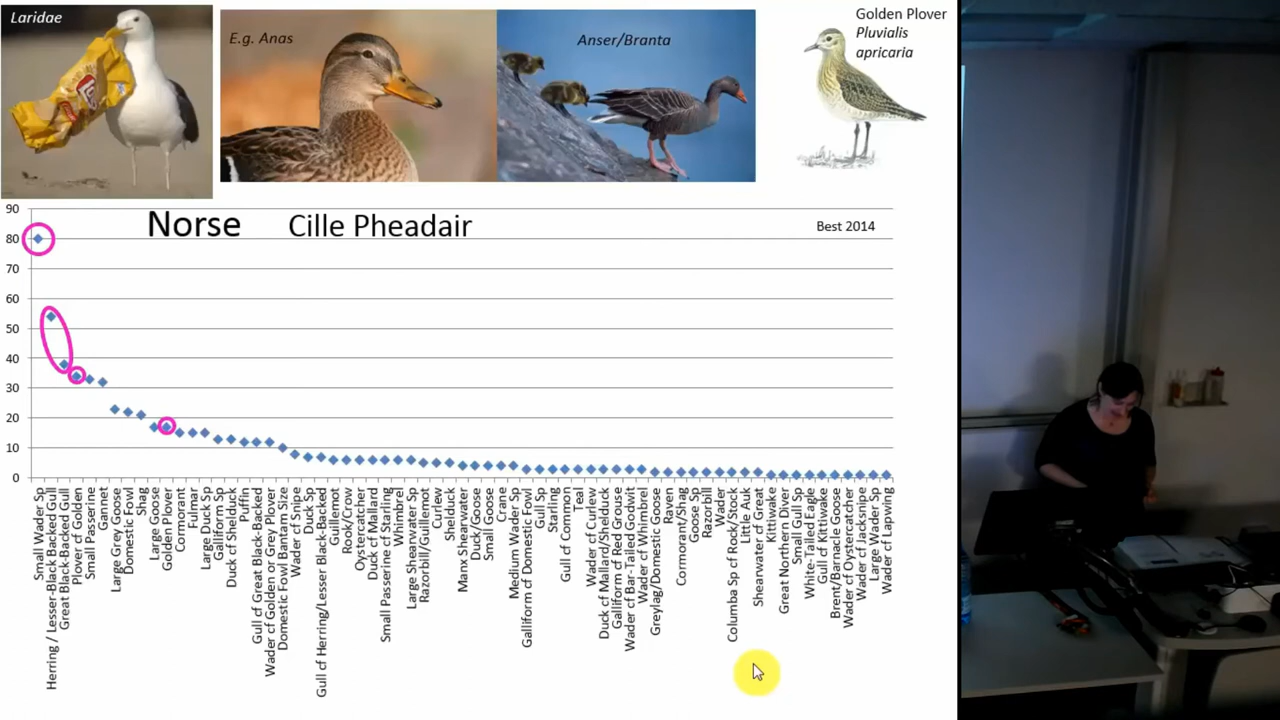 Laridae
E.g. Anas
Anser/Branta
Golden Plover
Pluvialis
apricaria
Norse
Cille Pheadair
Best 2014
90
80
70
60
50
40
30
20
10
0
Small Wader Sp
Herring / Lesser-Black Backed Gull
Great Black-Backed Gull
Plover cf Golden
Small Passerine
Gannet
Large Grey Goose
Domestic Fowl
Shag
Large Goose
Golden Plover
Cormorant
Fulmar
Large Duck Sp
Galliform Sp
Duck cf Shelduck
Puffin
Gull cf Great Black-Backed
Wader cf Golden or Grey Plover
Domestic Fowl Bantam Size
Wader cf Snipe
Duck Sp
Gull cf Herring/Lesser Black-Backed
Guillemot
Rook/Crow
Oystercatcher
Duck cf Mallard
Small Passerine cf Starling
Whimbrel
Large Shearwater Sp
Razorbill/Guillemot
Curlew
Shelduck
Manx Shearwater
Duck/Goose
Small Goose
Crane
Medium Wader Sp
Galliform cf Domestic Fowl
Gull Sp
Starling
Gull cf Common
Teal
Wader cf Curlew
Duck cf Mallard/Shelduck
Galliform cf Red Grouse
Wader cf Bar-Tailed Godwit
Wader cf Whimbrel
Greylag/Domestic Goose
Raven
Cormorant/Shag
Goose Sp
Razorbill
Wader
Columba Sp cf Rock/Stock
Little Auk
Shearwater cf Great
Kittiwake
Great Northern Diver
Small Gull Sp
White-Tailed Eagle
Gull cf Kittiwake
Brent/Barnacle Goose
Wader cf Oystercatcher
Wader cf Jacksnipe
Large Wader Sp
Wader cf Lapwing